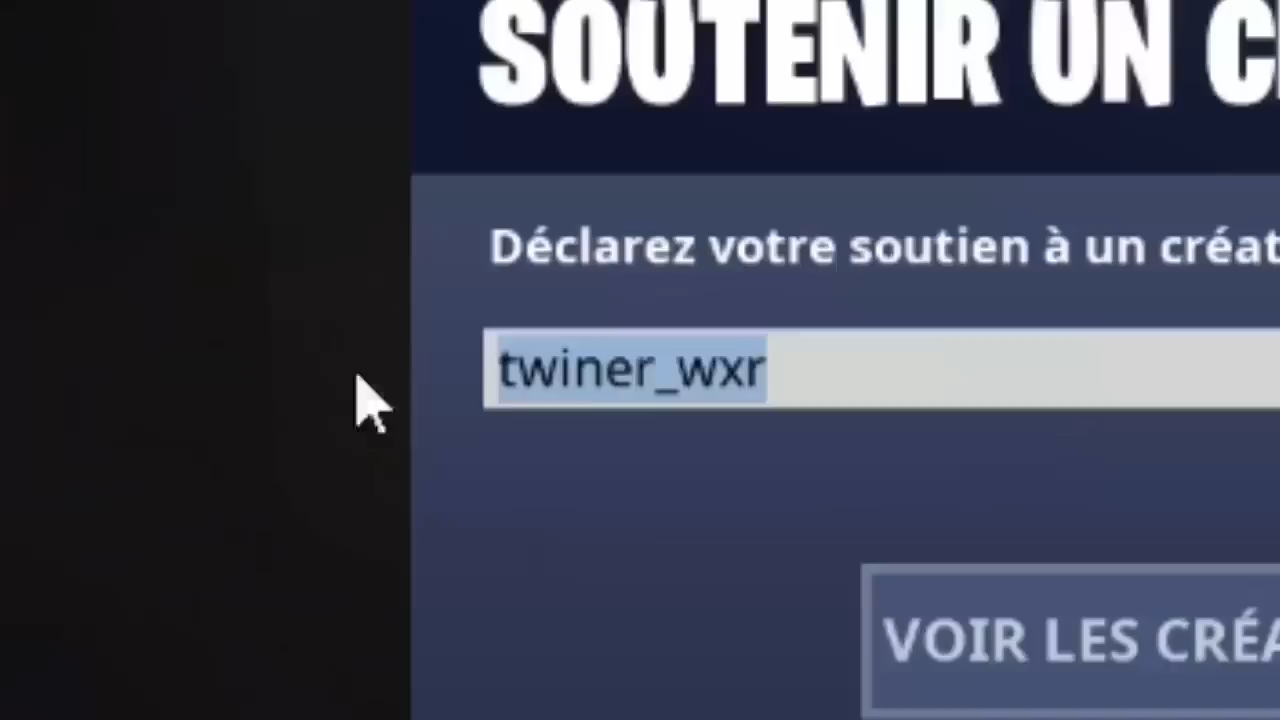 SOUTENIR UN C
Déclarez votre soutien à un créat
twiner_wxr
VOIR LES CRÉA